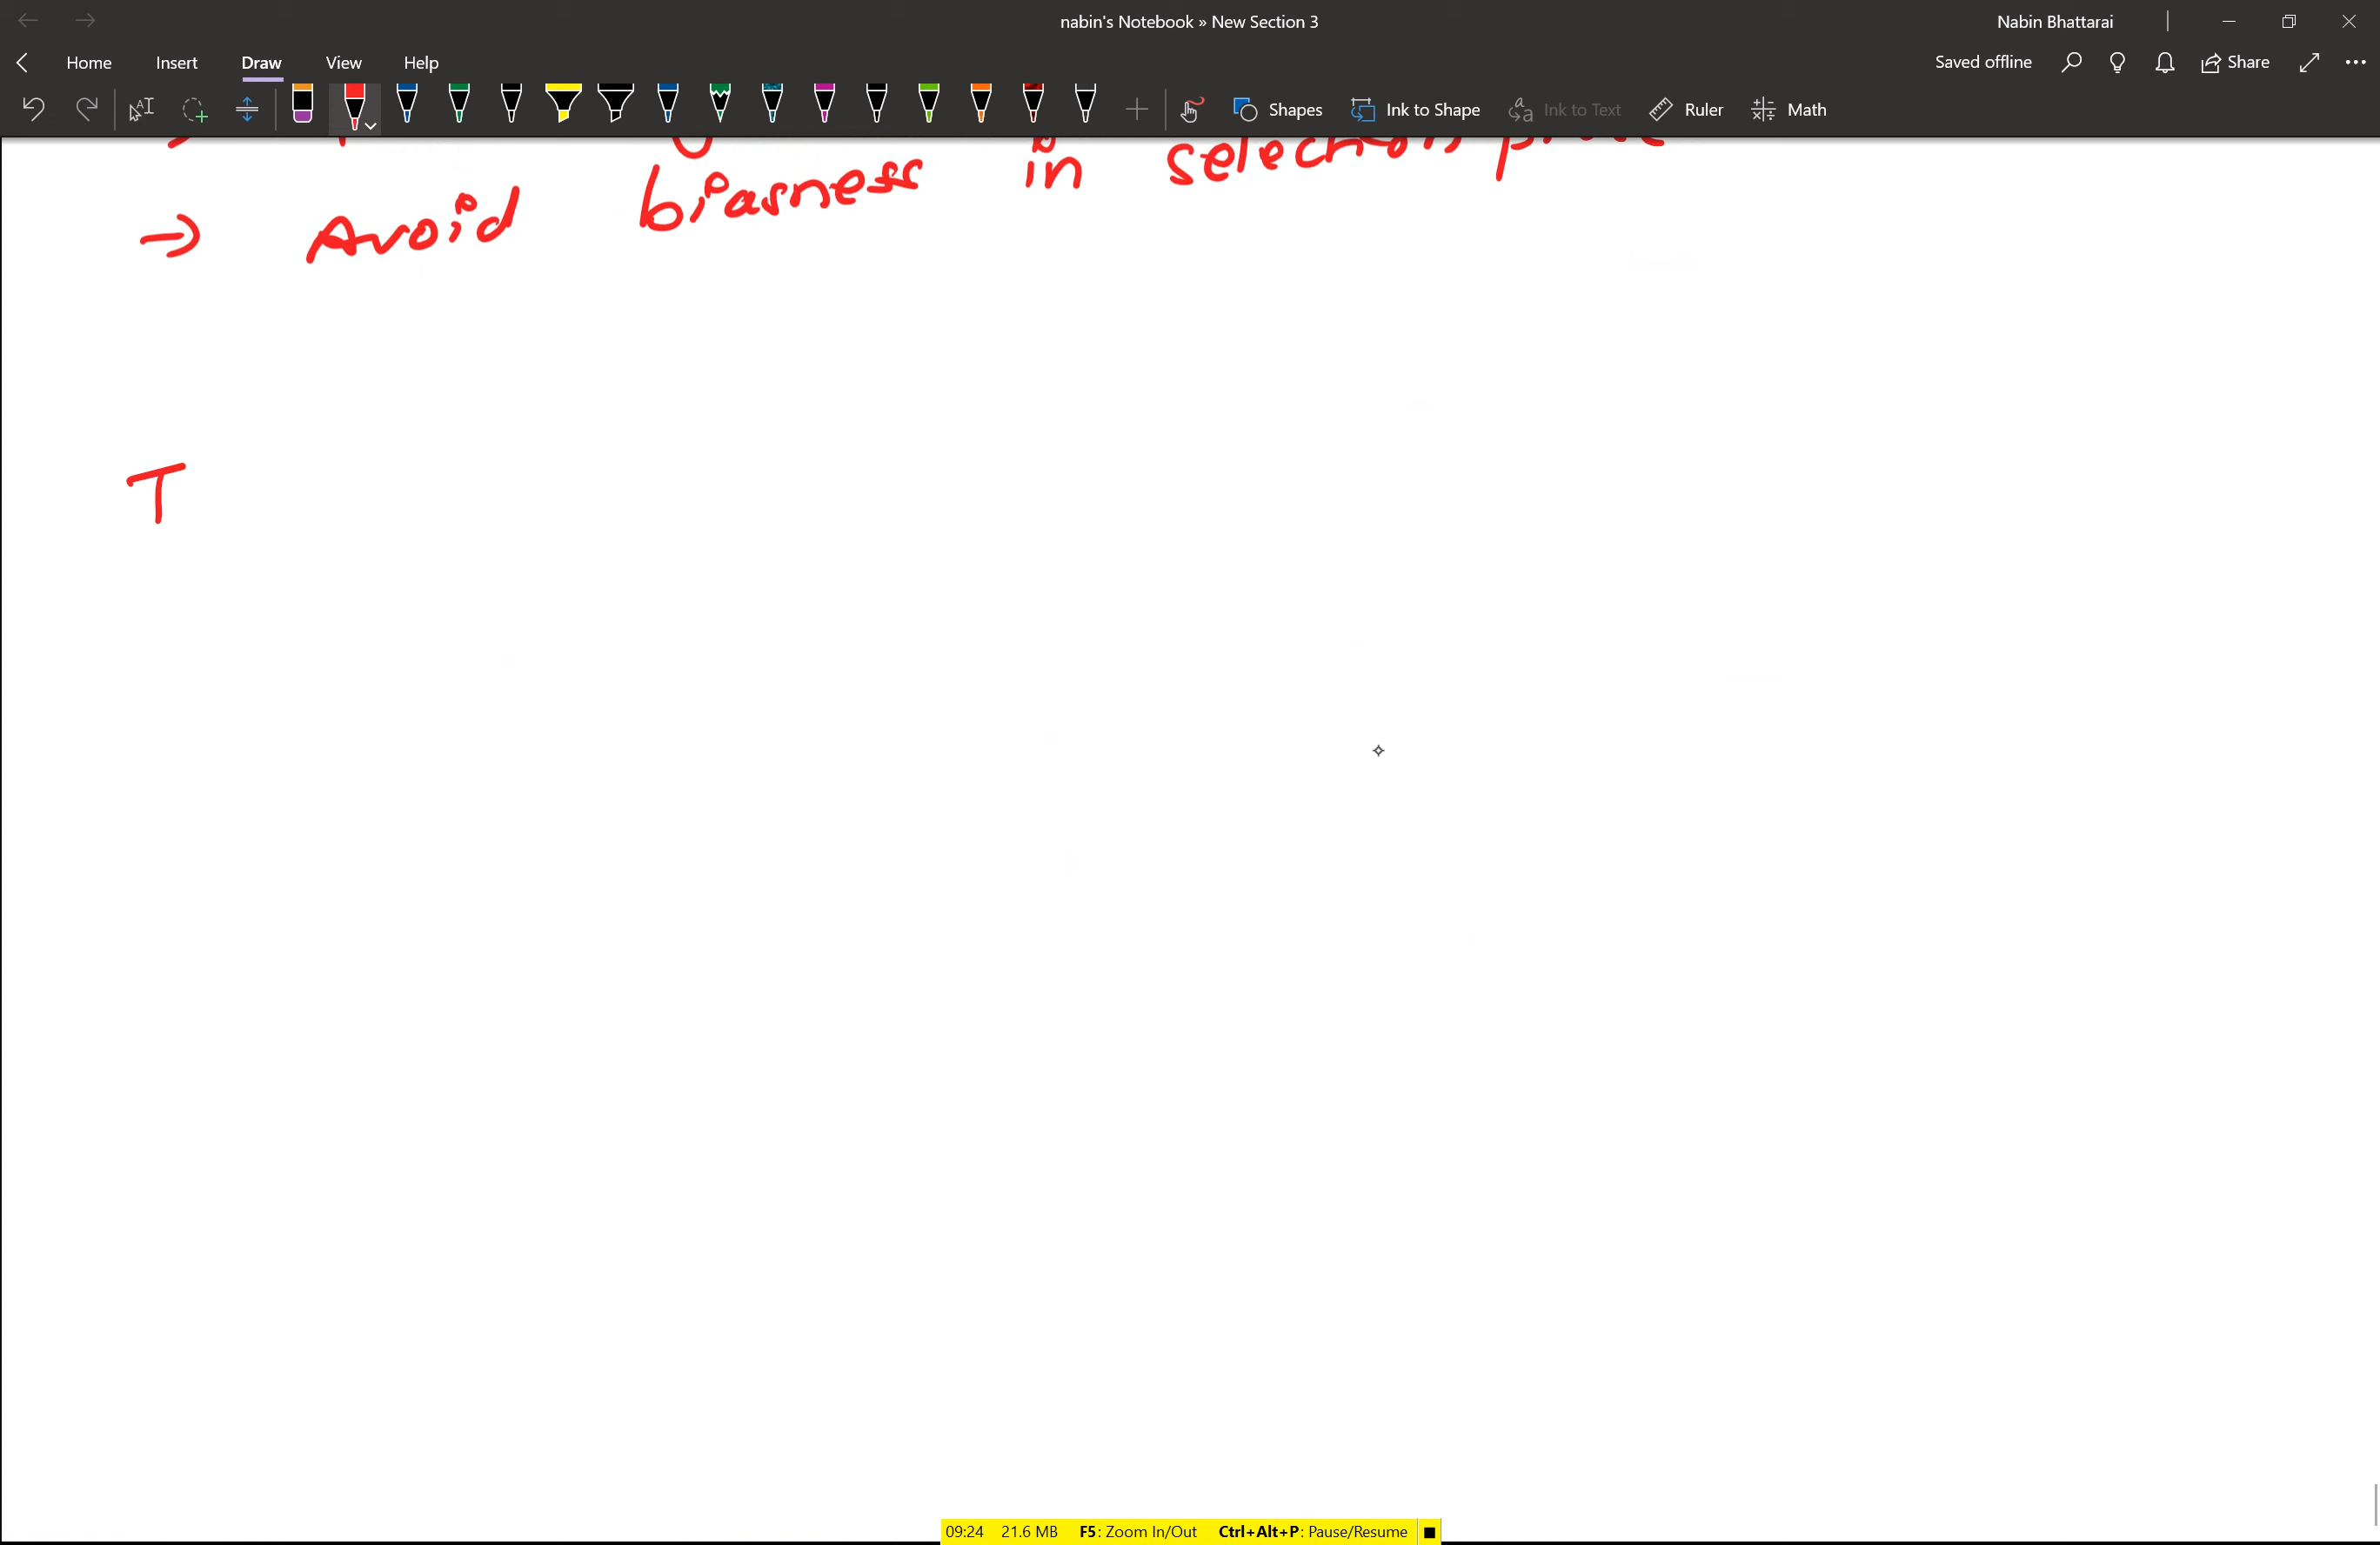 nabin's Notebook » New Section 3
Nabin Bhattarai
Home Insert Draw View Help
Saved offline
Share
Shapes
Ink to Shape
Ink to Text
Ruler
Math
in selection
→ Avoid biasness
T
09:24 21.6 MB F5: Zoom In/Out Ctrl+Alt+P: Pause/Resume